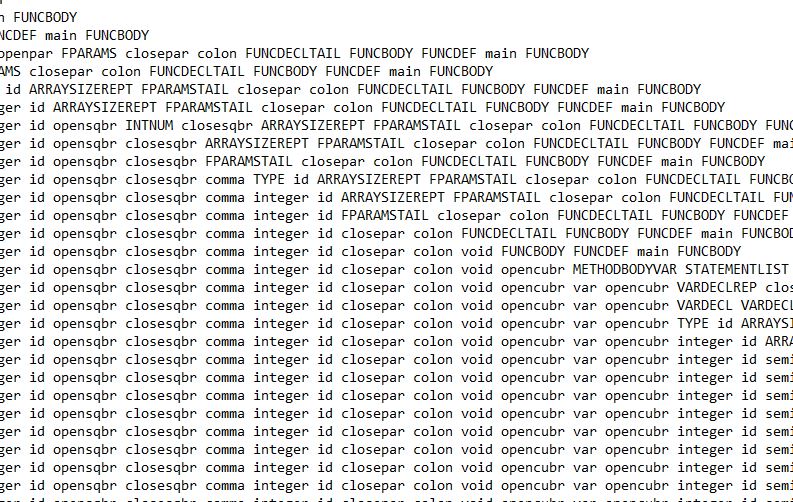 n FUNCBODY
NCDEF main FUNCBODY
openpar FPARAMS closepar colon FUNCDECLTAIL FUNCBODY FUNCDEF main FUNCBODY
AMS closepar colon FUNCDECLTAIL FUNCBODY FUNCDEF main FUNCBODY
id ARRAYSIZEREPT FPARAMSTAIL closepar colon FUNCDECLTAIL FUNCBODY FUNCDEF main FUNCBODY
ger id ARRAYSIZEREPT FPARAMSTAIL closepar colon FUNCDECLTAIL FUNCBODY FUNCDEF main FUNCBODY
ger id opensqbr INTNUM closesqbr ARRAYSIZEREPT FPARAMSTAIL closepar colon FUNCDECLTAIL FUNCBODY FUNC
ger id opensqbr closesqbr ARRAYSIZEREPT FPARAMSTAIL closepar colon FUNCDECLTAIL FUNCBODY FUNCDEF mai
ger id opensqbr closesqbr FPARAMSTAIL closepar colon FUNCDECLTAIL FUNCBODY FUNCDEF main FUNCBODY
ger id opensqbr closesqbr comma TYPE id ARRAYSIZEREPT FPARAMSTAIL closepar colon FUNCDECLTAIL FUNCBO
ger id opensqbr closesqbr comma integer id ARRAYSIZEREPT FPARAMSTAIL closepar colon FUNCDECLTAIL FUN
ger id opensqbr closesqbr comma integer id FPARAMSTAIL closepar colon FUNCDECLTAIL FUNCBODY FUNCDEF
ger id opensqbr closesqbr comma integer id closepar colon FUNCDECLTAIL FUNCBODY FUNCDEF main FUNCBOD
ger id opensqbr closesqbr comma integer id closepar colon void FUNCBODY FUNCDEF main FUNCBODY
ger id opensqbr closesqbr comma integer id closepar colon void opencubr METHODBODYVAR STATEMENTLIST
ger id opensqbr closesqbr comma integer id closepar colon void opencubr var opencubr VARDECLREP clos
ger id opensqbr closesqbr comma integer id closepar colon void opencubr var opencubr VARDECL VARDECL
ger id opensqbr closesqbr comma integer id closepar colon void opencubr var opencubr TYPE id ARRAYSI
ger id opensqbr closesqbr comma integer id closepar colon void opencubr var opencubr integer id ARRA
ger id opensqbr closesqbr comma integer id closepar colon void opencubr var opencubr integer id semi
ger id opensqbr closesqbr comma integer id closepar colon void opencubr var opencubr integer id semi
ger id opensqbr closesqbr comma integer id closepar colon void opencubr var opencubr integer id semi
ger id opensqbr closesqbr comma integer id closepar colon void opencubr var opencubr integer id semi
ger id opensqbr closesqbr comma integer id closepar colon void opencubr var opencubr integer id semi
ger id opensqbr closesqbr comma integer id closepar colon void opencubr var opencubr integer id semi
ger id opensqbr closesqbr comma integer id closepar colon void opencubr var opencubr integer id semi
ger id opensqbr closesqbr comma integer id closepar colon void opencubr var opencubr integer id semi